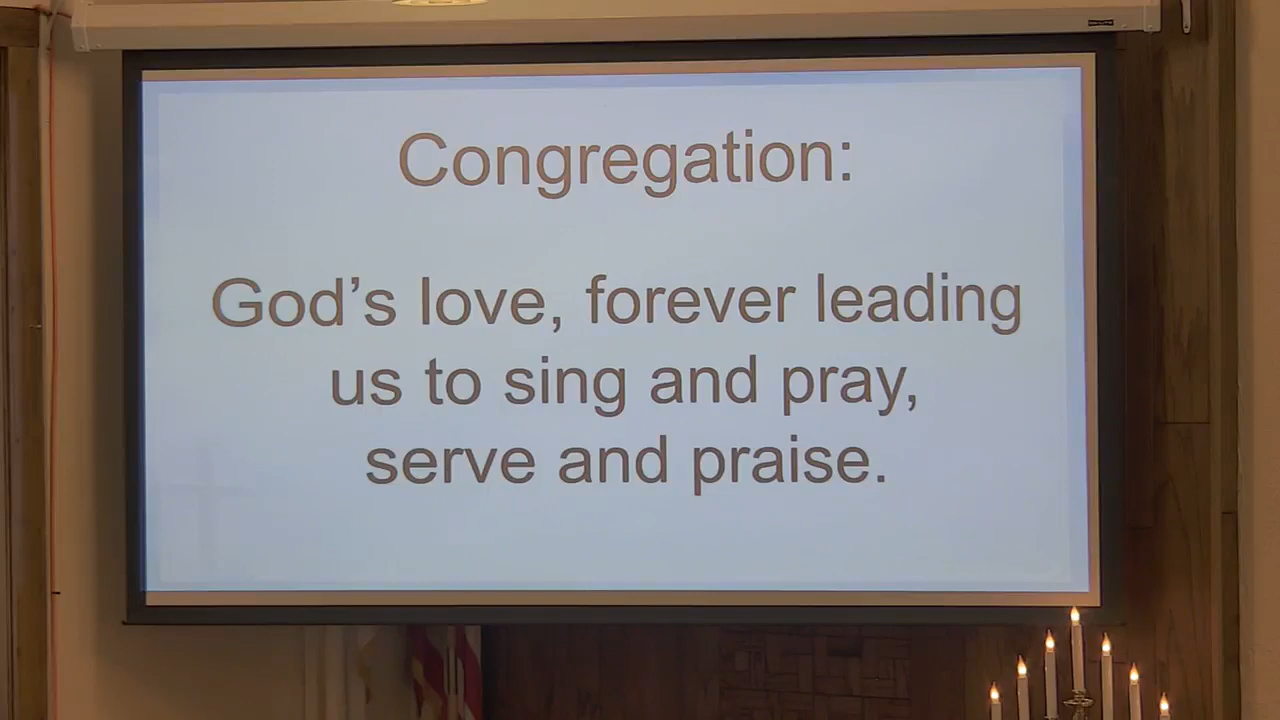 Congregation:
God’s love, forever leading
us to sing and pray,
serve and praise.